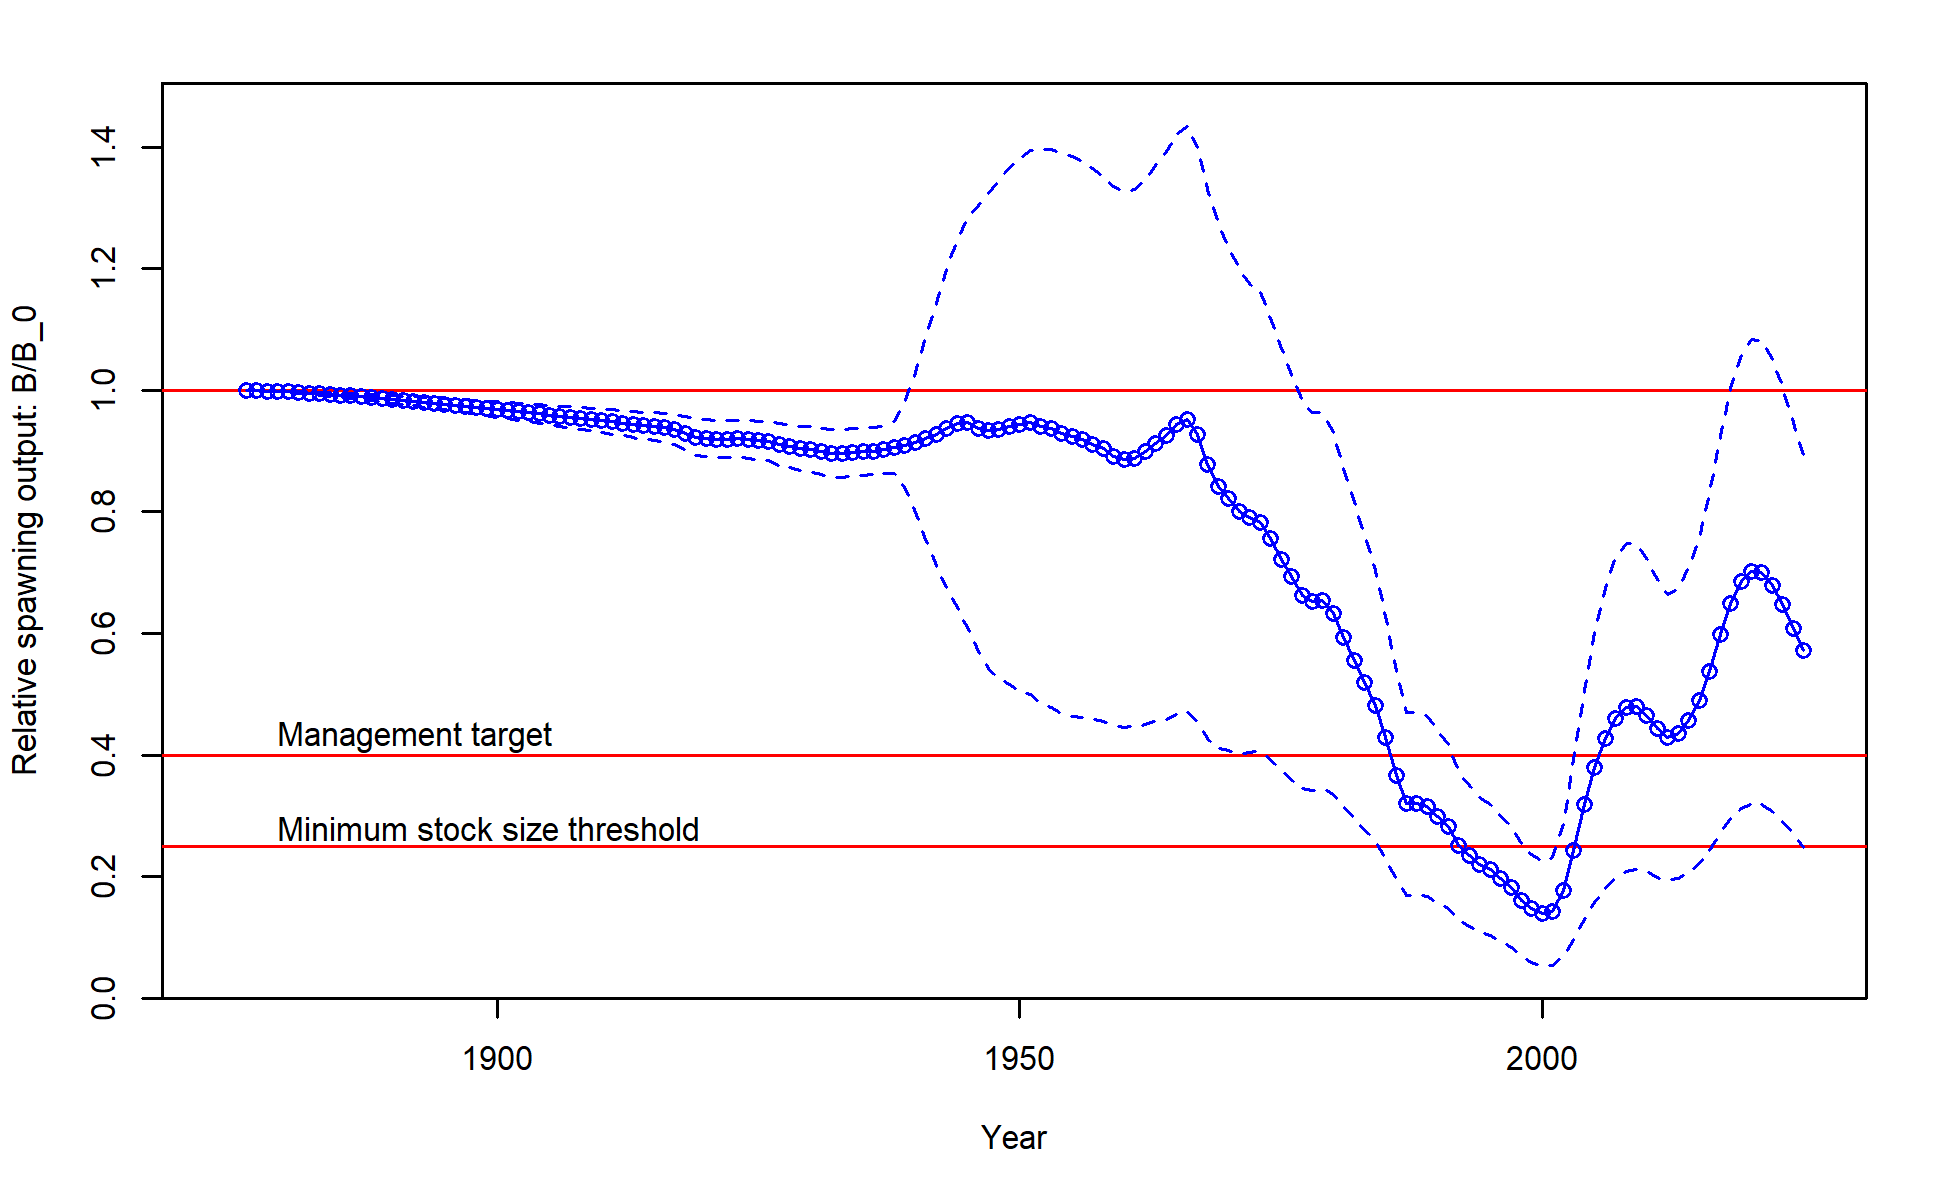 Relative spawning output: B/B_0
1.4
1.2
1.0
0.8
0.6
0.4
0.2
0.0
Management target
Minimum stock size threshold
1900 1950 2000
Year